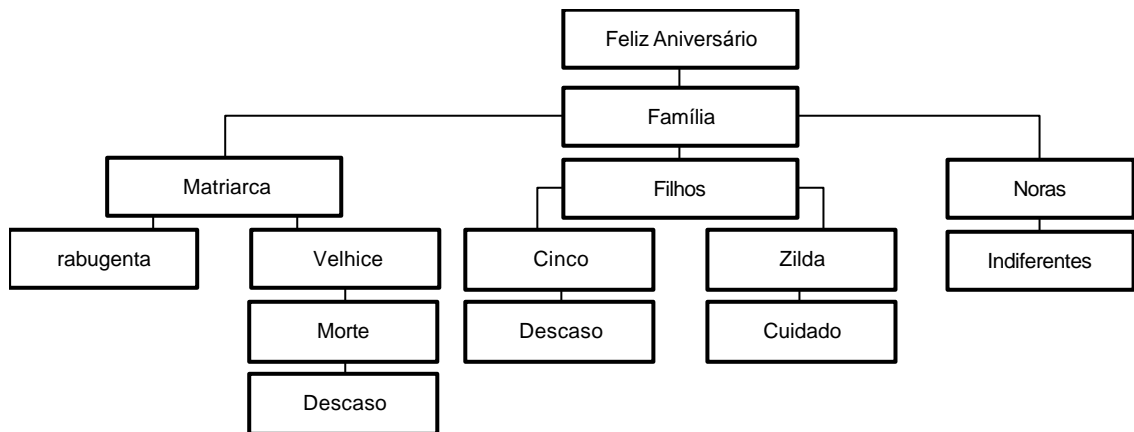 Feliz Aniversário
Família
Matriarca
Filhos
Noras
rabugenta
Velhice
Cinco
Zilda
Indiferentes
Morte
Descaso
Cuidado
Descaso